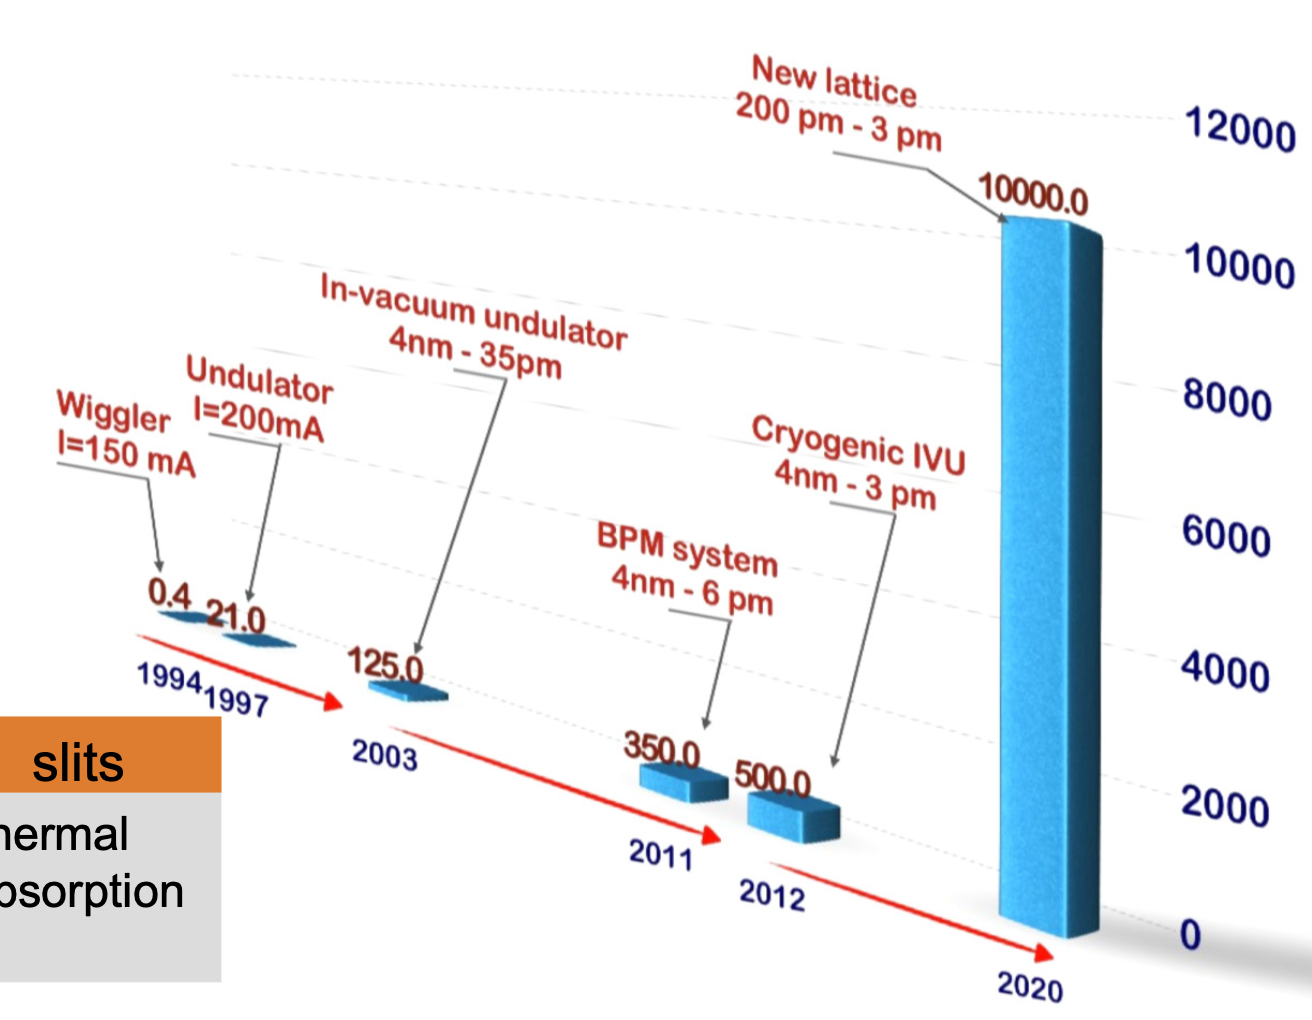 New lattice
200 pm - 3 pm
12000
10000.0
10000
In-vacuum undulator
4nm - 35pm
Undulator
I=200mA
Wiggler
I=150 mA
8000
Cryogenic IVU
4nm - 3 pm
BPM system
4nm - 6 pm
6000
0.4
21.0
125.0
4000
350.0
500.0
2000
0
1994
1997
2003
2011
2012
2020
slits
hermal
bsorption